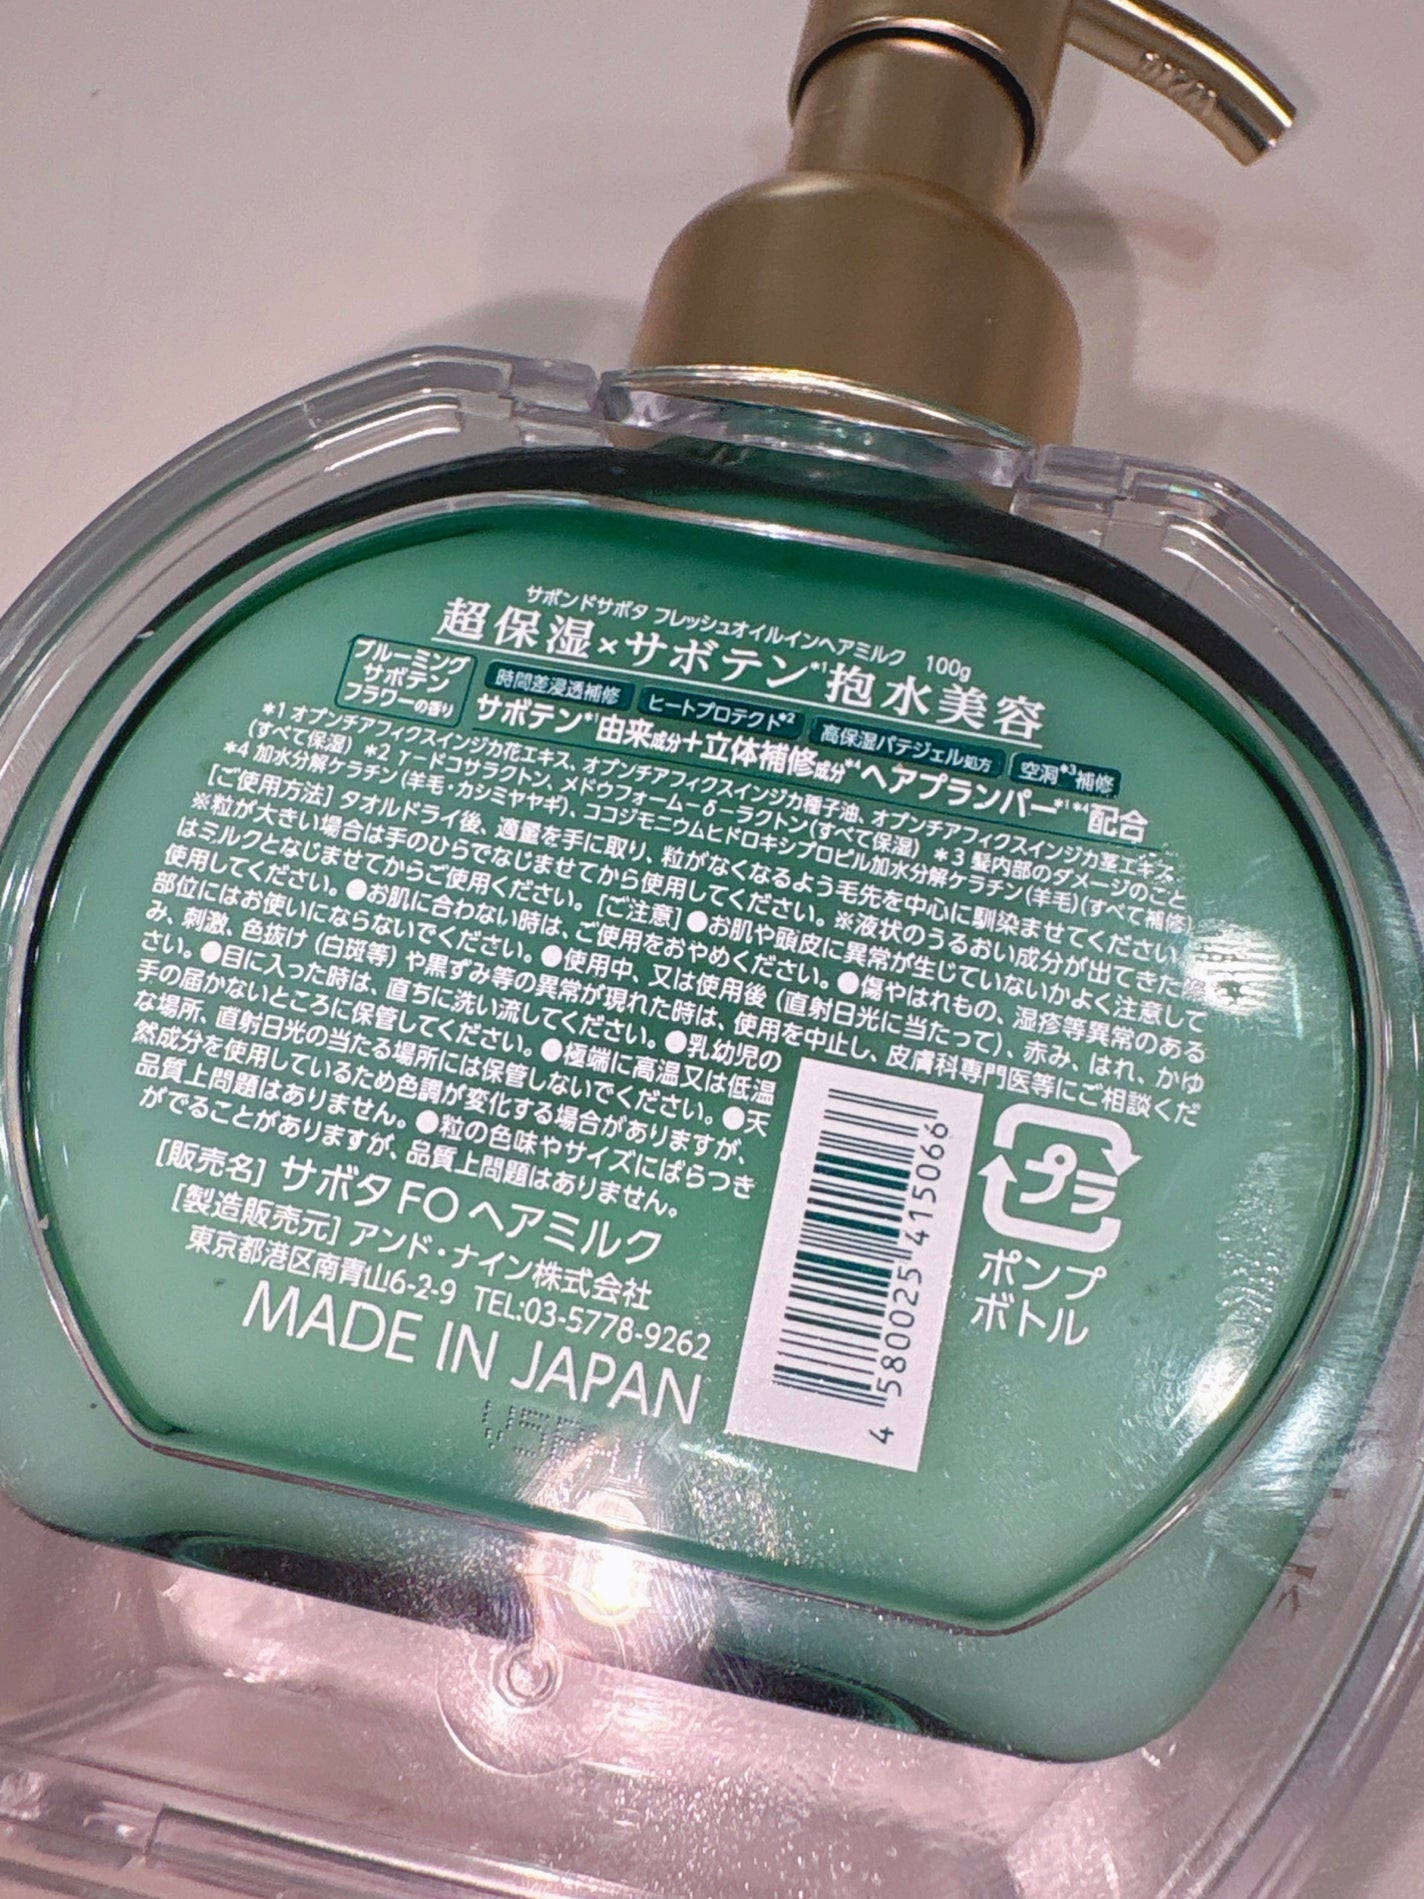 サボンドサボタ フレッシュオイルインヘアミルク 100g
超保湿×サボテン*1抱水美容
ブルーミング
サボテン
フラワーの香り
時間差浸透補修 ヒートプロテクト*2 高保湿パテジェル処方 空洞*3補修
サボテン*1由来成分+立体補修成分*4ヘアプランパー*1*4配合
*1 オプンチアフィクスインジカ花エキス、オプンチアフィクスインジカ種子油、オプンチアフィクスインジカ茎エキス
(すべて保湿) *2 γードコサラクトン、メドウフォームーδーラクトン(すべて保湿) *3 髪内部のダメージのこと
*4 加水分解ケラチン(羊毛・カシミヤヤギ)、ココジモニウムヒドロキシプロピル加水分解ケラチン(羊毛)(すべて補修)
[ご使用方法] タオルドライ後、適量を手に取り、粒がなくなるよう毛先を中心に馴染ませてください。
※粒が大きい場合は手のひらでなじませてから使用してください。※液状のうるおい成分が出てきた際
はミルクとなじませてからご使用ください。[ご注意] ●お肌や頭皮に異常が生じていないかよく注意して
使用してください。●お肌に合わない時は、ご使用をおやめください。●傷やはれもの、湿疹等異常のある
部位にはお使いにならないでください。●使用中、又は使用後(直射日光に当たって)、赤み、はれ、かゆ
み、刺激、色抜け(白斑等)や黒ずみ等の異常が現れた時は、使用を中止し、皮膚科専門医等にご相談くだ
さい。●目に入った時は、直ちに洗い流してください。●乳幼児の
手の届かないところに保管してください。●極端に高温又は低温
な場所、直射日光の当たる場所には保管しないでください。●天
然成分を使用しているため色調が変化する場合がありますが、
品質上問題はありません。●粒の色味やサイズにばらつき
がでることがありますが、品質上問題はありません。
[販売名] サボタ FO ヘアミルク
[製造販売元] アンド・ナイン株式会社
東京都港区南青山6-2-9 TEL:03-5778-9262
MADE IN JAPAN
4 580025 415066
プラ
ポンプ
ボトル